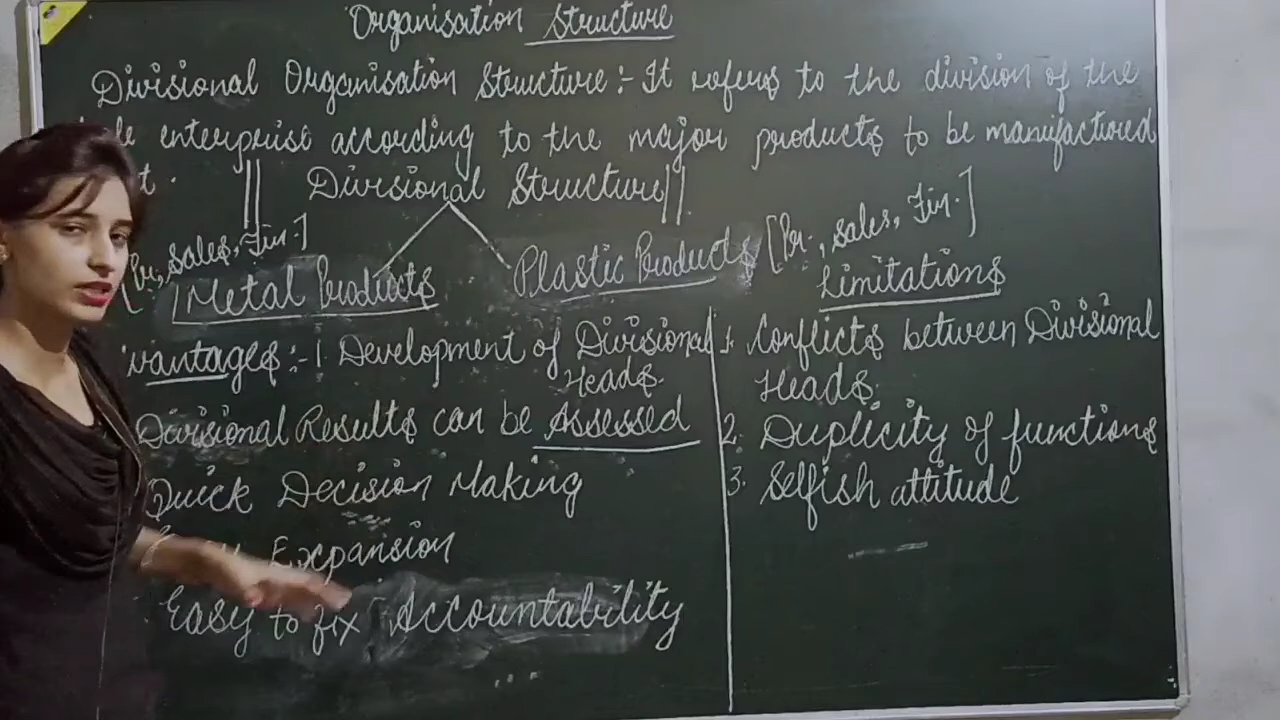 Organisation Structure
Divisional Organisation Structure :- It refers to the division of the
enterprise according to the major products to be manufactured
Divisional Structure
[Pr., sales, Fin.]
[Pr., sales, Fin.]
Metal Products
Plastic Products
Limitations
vantages :- 1. Development of Divisional Heads.
Divisional Results can be Assessed
Quick Decision Making
Expansion
Easy to fix Accountability
1. Conflicts between Divisional
Heads.
2. Duplicity of functions
3. Selfish attitude